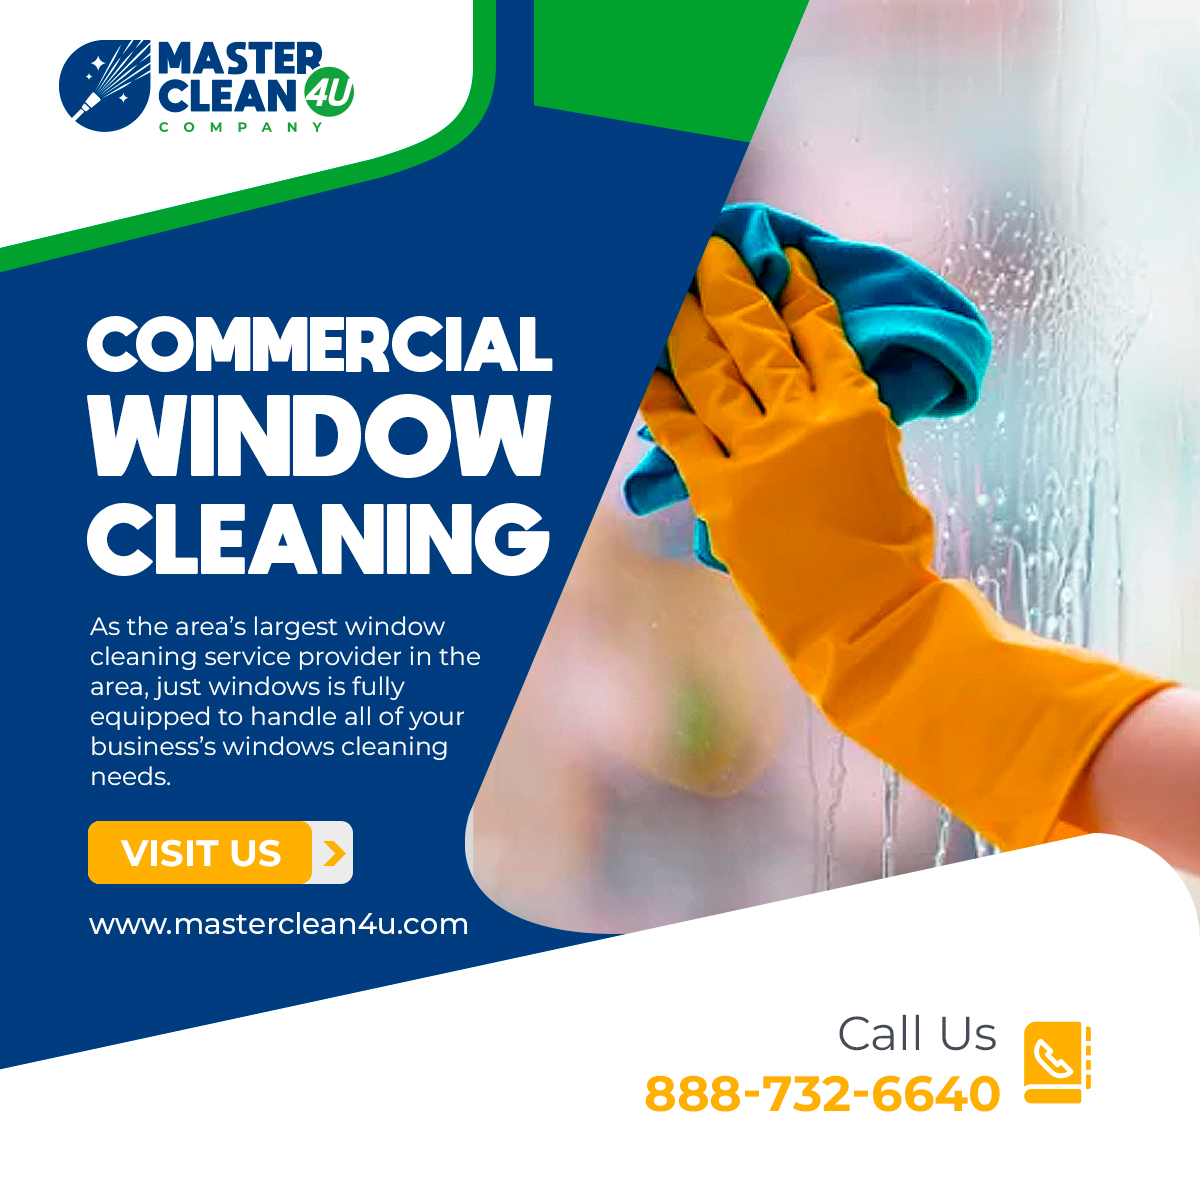 MASTER
CLEAN 4U
COMPANY
COMMERCIAL
WINDOW
CLEANING
As the area’s largest window
cleaning service provider in the
area, just windows is fully
equipped to handle all of your
business’s windows cleaning
needs.
VISIT US
www.masterclean4u.com
Call Us
888-732-6640